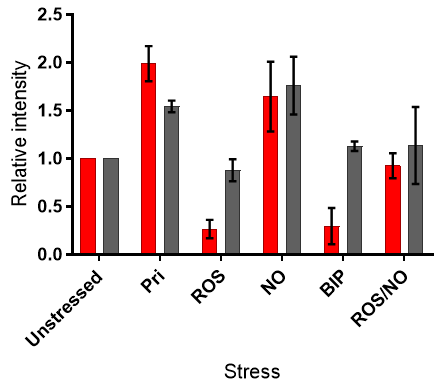 Relative intensity
2.5
2.0
1.5
1.0
0.5
0.0
Unstressed
Pri
ROS
NO
BIP
ROS/NO
Stress